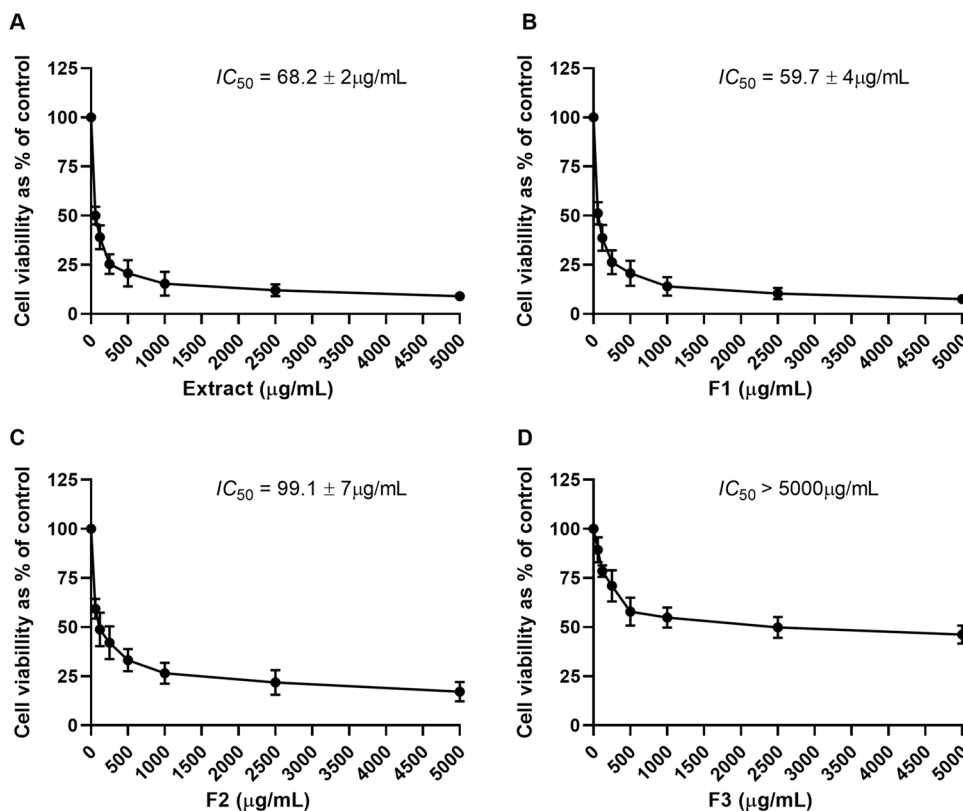 A
Cell viabillity as % of control
IC50 = 68.2 ± 2μg/mL
125
100
75
50
25
0
0 500 1000 1500 2000 2500 3000 3500 4000 4500 5000
Extract (μg/mL)
B
Cell viabillity as % of control
IC50 = 59.7 ± 4μg/mL
125
100
75
50
25
0
0 500 1000 1500 2000 2500 3000 3500 4000 4500 5000
F1 (μg/mL)
C
Cell viabillity as % of control
IC50 = 99.1 ± 7μg/mL
125
100
75
50
25
0
0 500 1000 1500 2000 2500 3000 3500 4000 4500 5000
F2 (μg/mL)
D
Cell viabillity as % of control
IC50 > 5000μg/mL
125
100
75
50
25
0
0 500 1000 1500 2000 2500 3000 3500 4000 4500 5000
F3 (μg/mL)